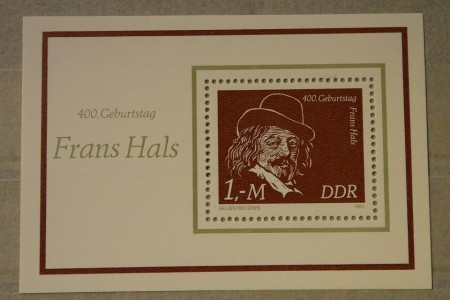 400. Geburtstag
Frans Hals
400. Geburtstag
Frans Hals
1,-M
DDR